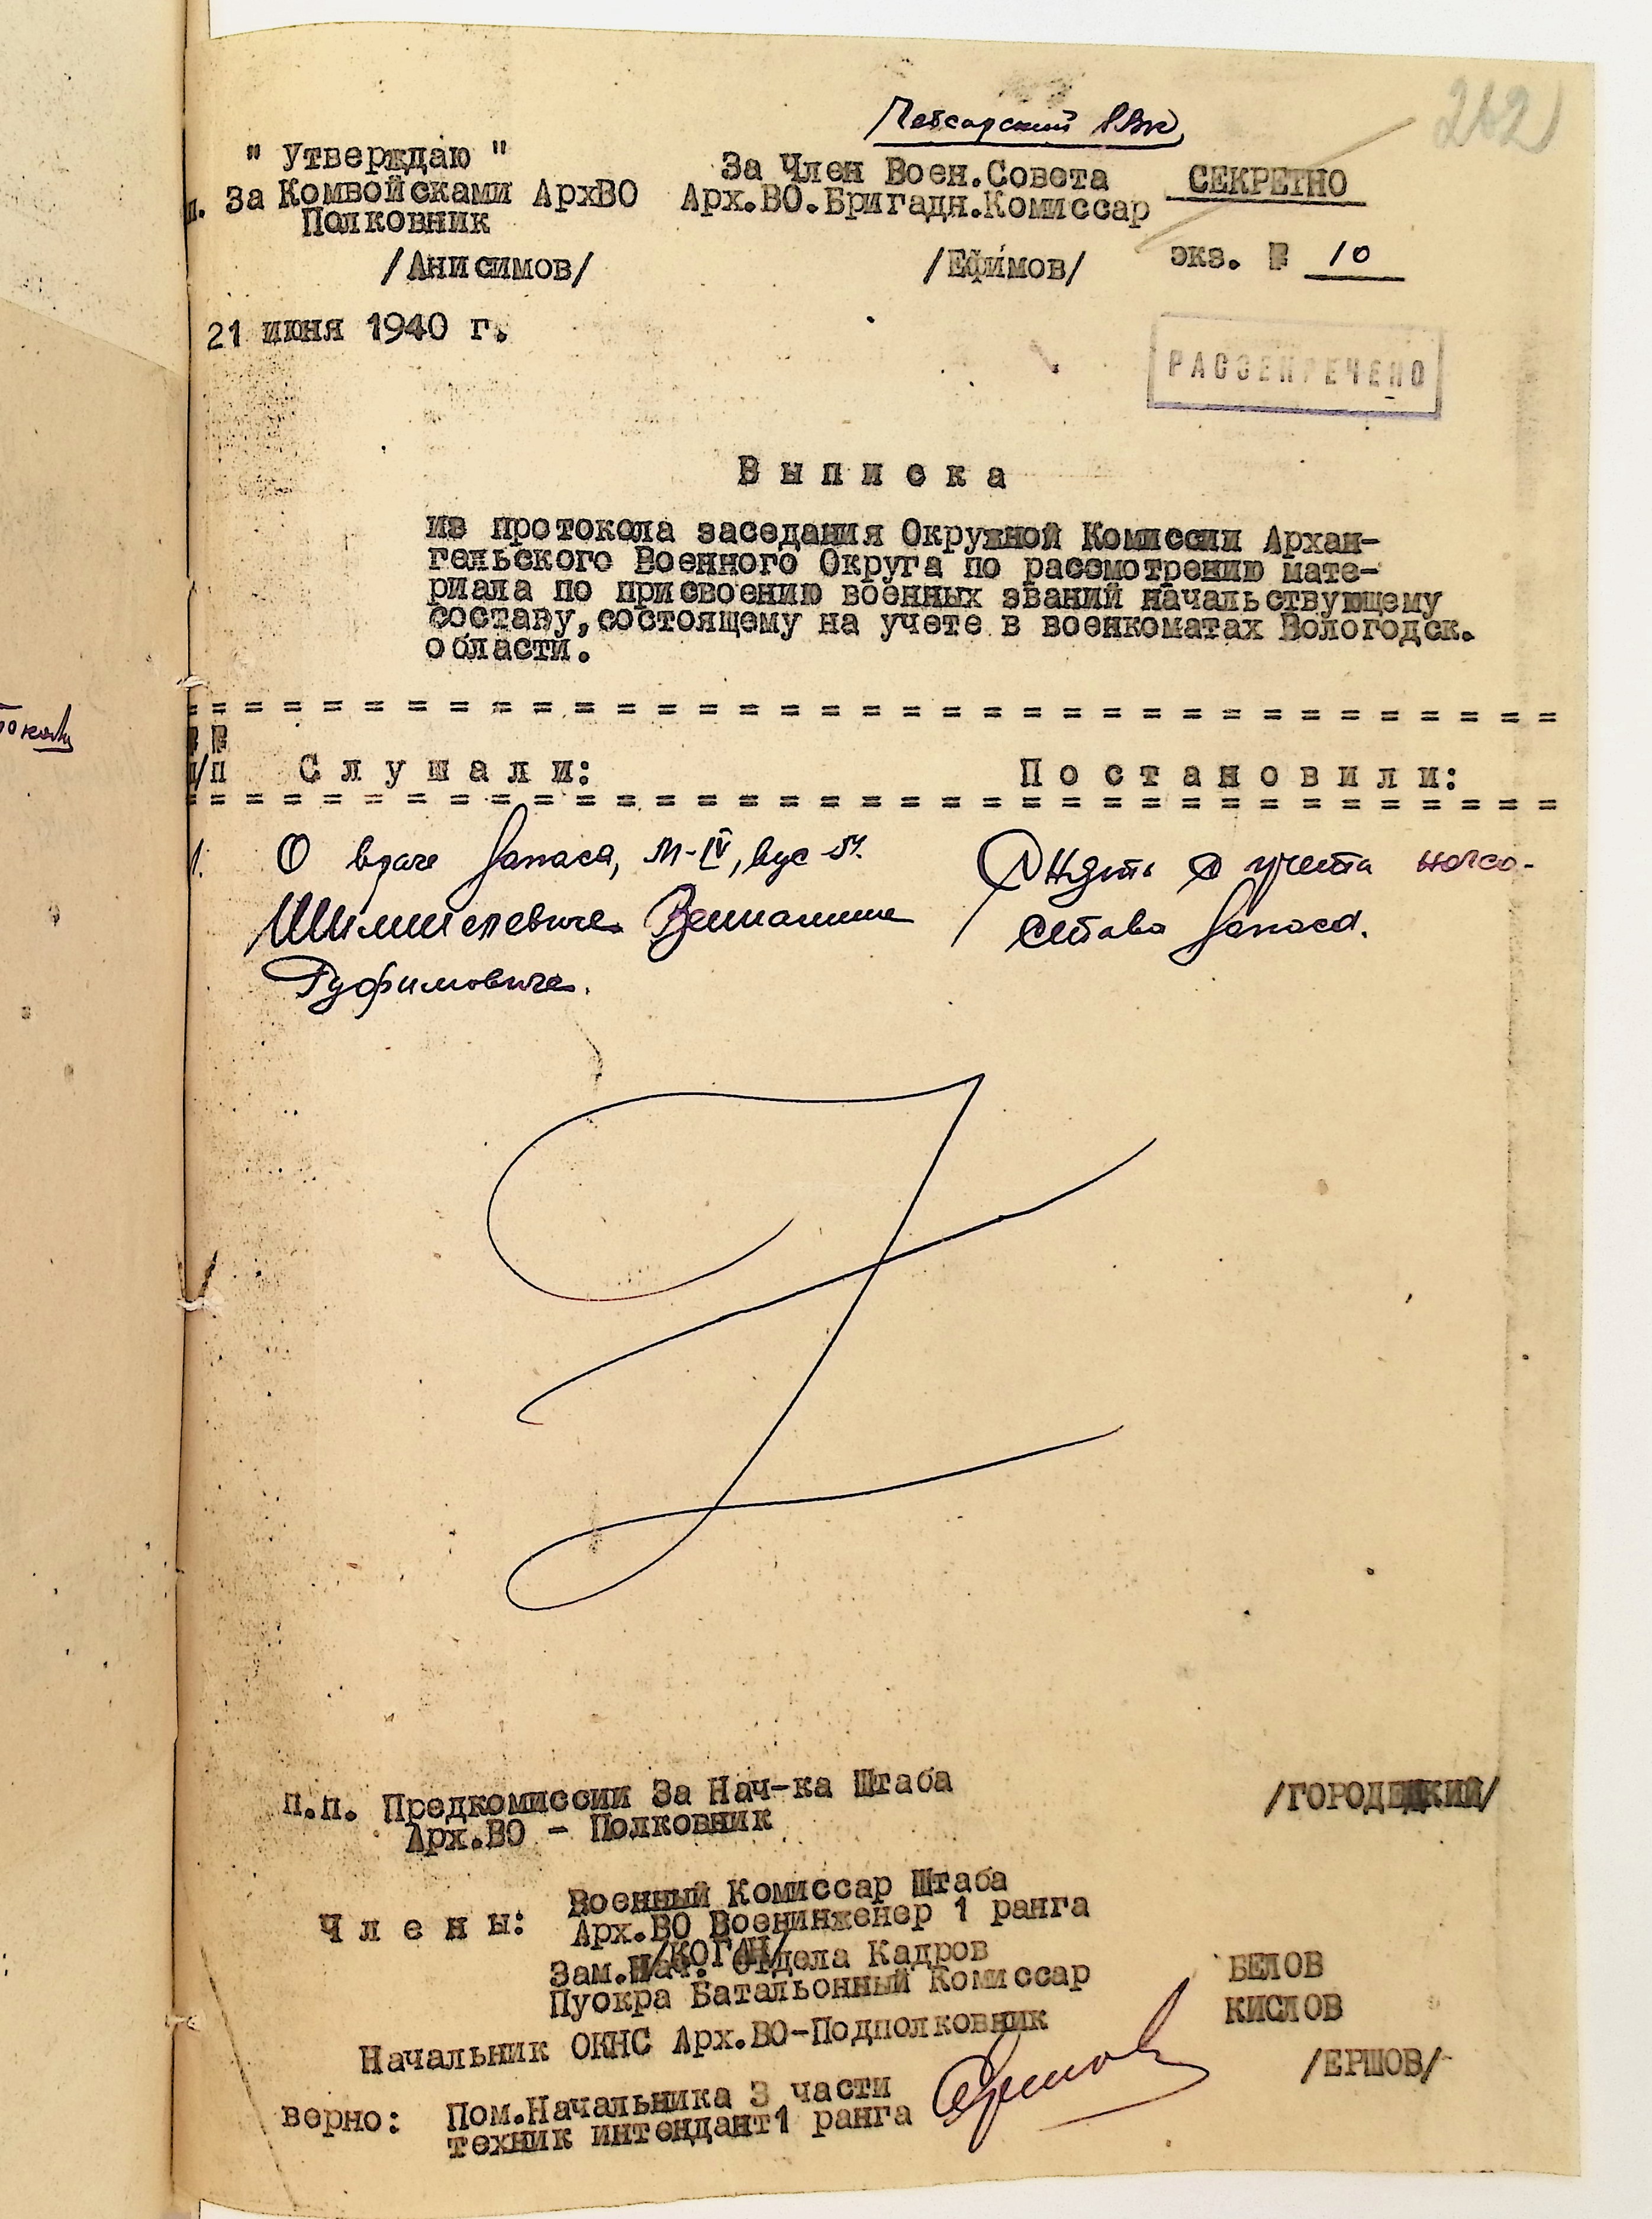 262
" Утверждаю "
За Комвойсками АрхВО
Полковник
/Анисимов/
21 июня 1940 г.
РВК
За Член Воен.Совета
Арх.ВО.Бригадн.Комиссар
/Ефимов/
СЕКРЕТНО
экз. № 10
РАССЕКРЕЧЕНО
Выписка
из протокола заседания Окружной Комиссии Архан-
гельского Военного Округа по рассмотрению мате-
риала по присвоению военных званий начальствующему
составу,состоящему на учете в военкоматах Вологодск.
области.
п/п Слушали: Постановили:
1. О враче запаса,
Вениамине
Руфимовиче.
Снять с учета начсо-
става запаса.
п.п. Предкомиссии За Нач-ка Штаба
Арх.ВО - Полковник /ГОРОДЕЦКИЙ/
Члены: Военный Комиссар Штаба
Арх.ВО Военинженер 1 ранга
/КОГАН/
Зам.Нач. Отдела Кадров
Пуокра Батальонный Комиссар БЕЛОВ
КИСЛОВ
Начальник ОКНС Арх.ВО-Подполковник
/ЕРШОВ/
верно: Пом.Начальника 3 части
техник интендант1 ранга